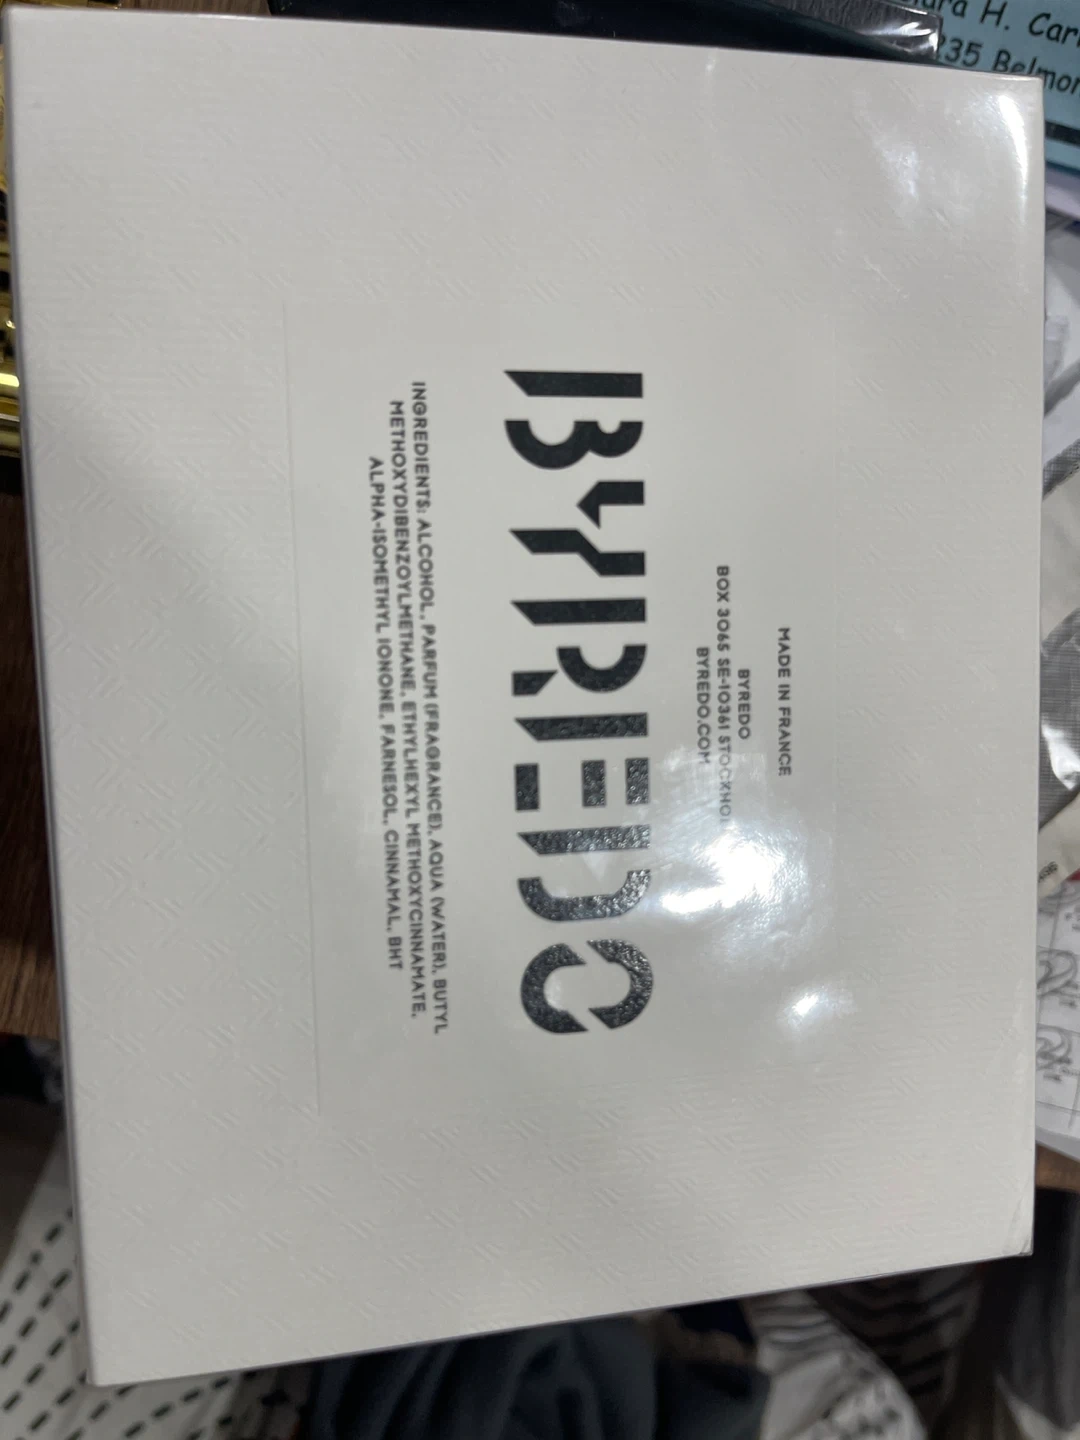 MADE IN FRANCE
BYREDO
BOX 3065 SE-10361
BYREDO.COM
BYREDO
INGREDIENTS: ALCOHOL, PARFUM (FRAGRANCE), AQUA (WATER), BUTYL
METHOXYDIBENZOYLMETHANE, ETHYLHEXYL METHOXYCINNAMATE,
ALPHA-ISOMETHYL IONONE, FARNESOL, CINNAMAL, BHT
H.